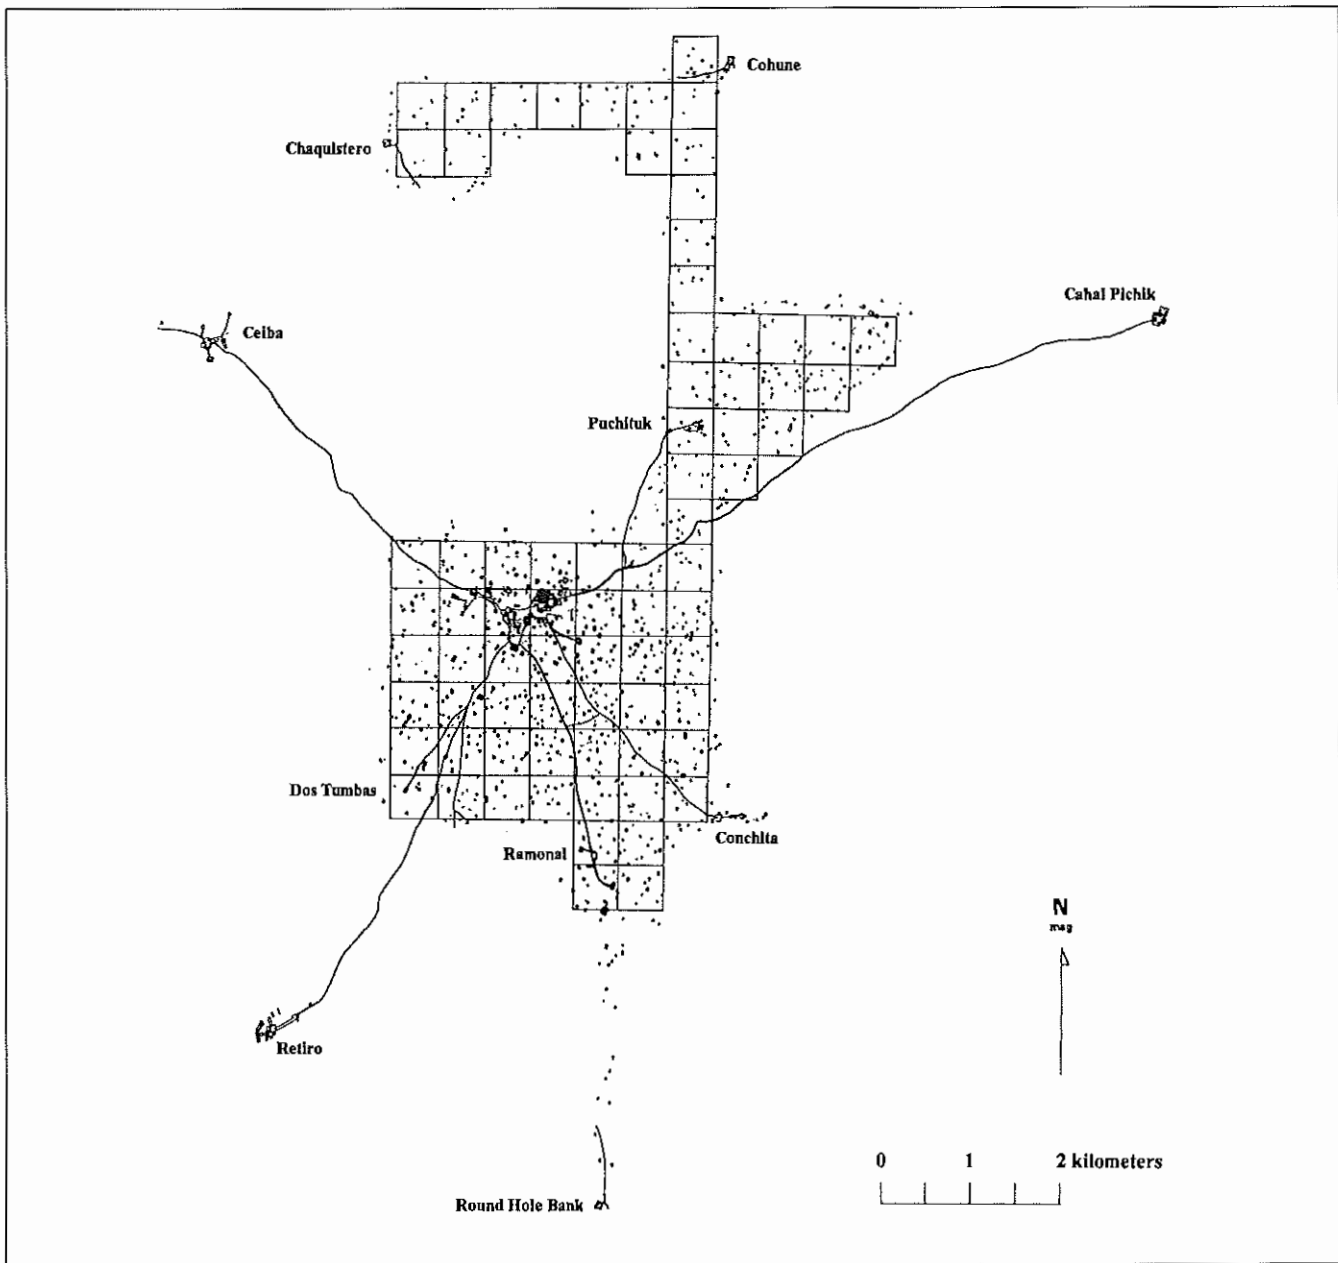 Cohune
Chaquistero
Cahal Pichik
Ceiba
Puchituk
Dos Tumbas
Conchita
Ramonal
N
mag
Retiro
0 1 2 kilometers
Round Hole Bank